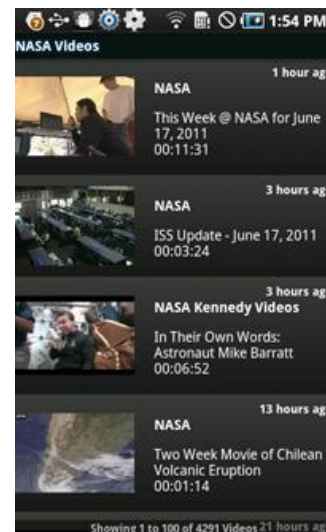 1:54 PM
NASA Videos
1 hour ag
NASA
This Week @ NASA for June
17, 2011
00:11:31
3 hours ag
NASA
ISS Update - June 17, 2011
00:03:24
3 hours ag
NASA Kennedy Videos
In Their Own Words:
Astronaut Mike Barratt
00:06:52
13 hours ag
NASA
Two Week Movie of Chilean
Volcanic Eruption
00:01:14
Showing 1 to 100 of 4291 Videos 21 hours ag